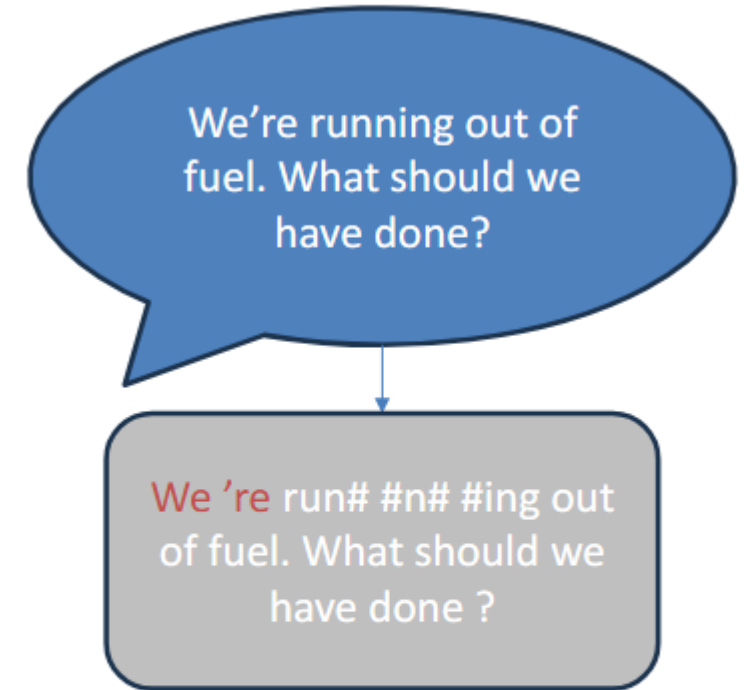 We’re running out of
fuel. What should we
have done?
We ’re run# #n# #ing out
of fuel. What should we
have done ?